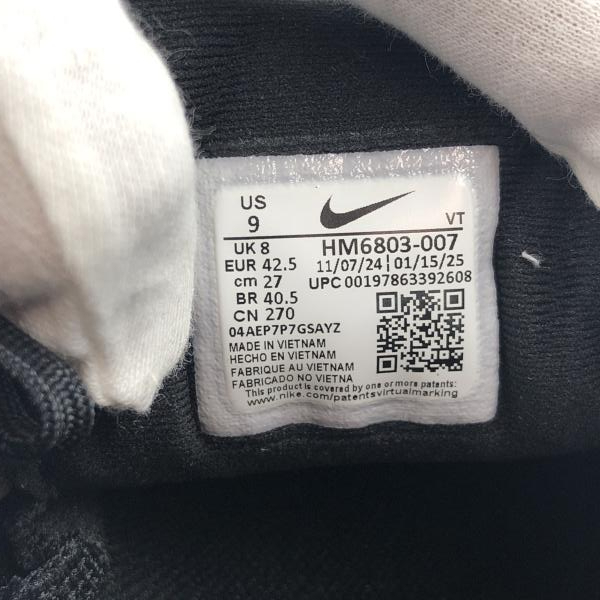 US
9
VT
UK 8
HM6803-007
EUR 42.5
11/07/24 | 01/15/25
cm 27
UPC 00197863392608
BR 40.5
CN 270
04AEP7P7GSAYZ
MADE IN VIETNAM
HECHO EN VIETNAM
FABRIQUE AU VIETNAM
FABRICADO NO VIETNA
This product is covered by one or more patents:
www.nike.com/patentsvirtualmarking